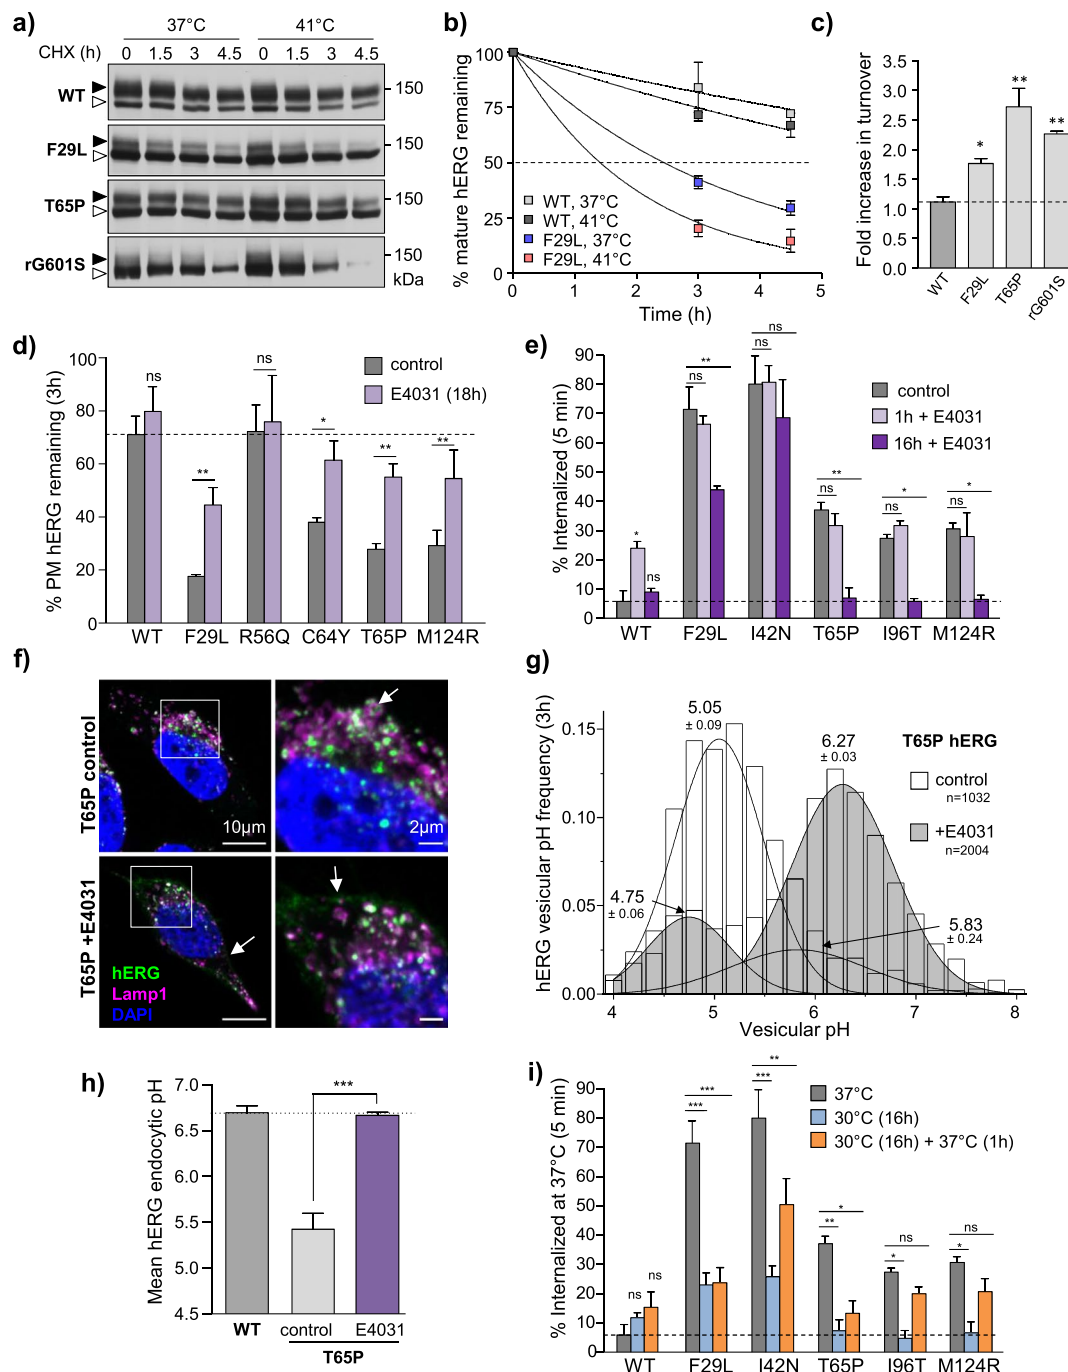 a)
37°C 41°C
CHX (h) 0 1.5 3 4.5 0 1.5 3 4.5
WT 150
F29L 150
T65P 150
rG601S 150
kDa
b)
% mature hERG remaining
100
75
50
25
0 1 2 3 4 5
Time (h)
WT, 37°C
WT, 41°C
F29L, 37°C
F29L, 41°C
c)
Fold increase in turnover
3.5
3.0
2.5
2.0
1.5
1.0
0.5
0.0
* ** **
WT F29L T65P rG601S
d)
% PM hERG remaining (3h)
100
80
60
40
20
0
control
E4031 (18h)
ns ** ns * ** **
WT F29L R56Q C64Y T65P M124R
e)
% Internalized (5 min)
90
80
70
60
50
40
30
20
10
0
control
1h + E4031
16h + E4031
* ns
ns **
ns ns
ns **
ns *
ns *
WT F29L I42N T65P I96T M124R
f)
T65P control
10µm 2µm
T65P +E4031
hERG
Lamp1
DAPI
g)
hERG vesicular pH frequency (3h)
0.15
0.10
0.05
0.00
4 5 6 7 8
Vesicular pH
5.05
± 0.09
6.27
± 0.03
4.75
± 0.06
5.83
± 0.24
T65P hERG
control
n=1032
+E4031
n=2004
h)
Mean hERG endocytic pH
7.0
6.5
6.0
5.5
5.0
4.5
***
WT control E4031
T65P
i)
% Internalized at 37°C (5 min)
90
80
70
60
50
40
30
20
10
0
37°C
30°C (16h)
30°C (16h) + 37°C (1h)
ns ns
*** ***
*** **
** *
* ns
* ns
WT F29L I42N T65P I96T M124R